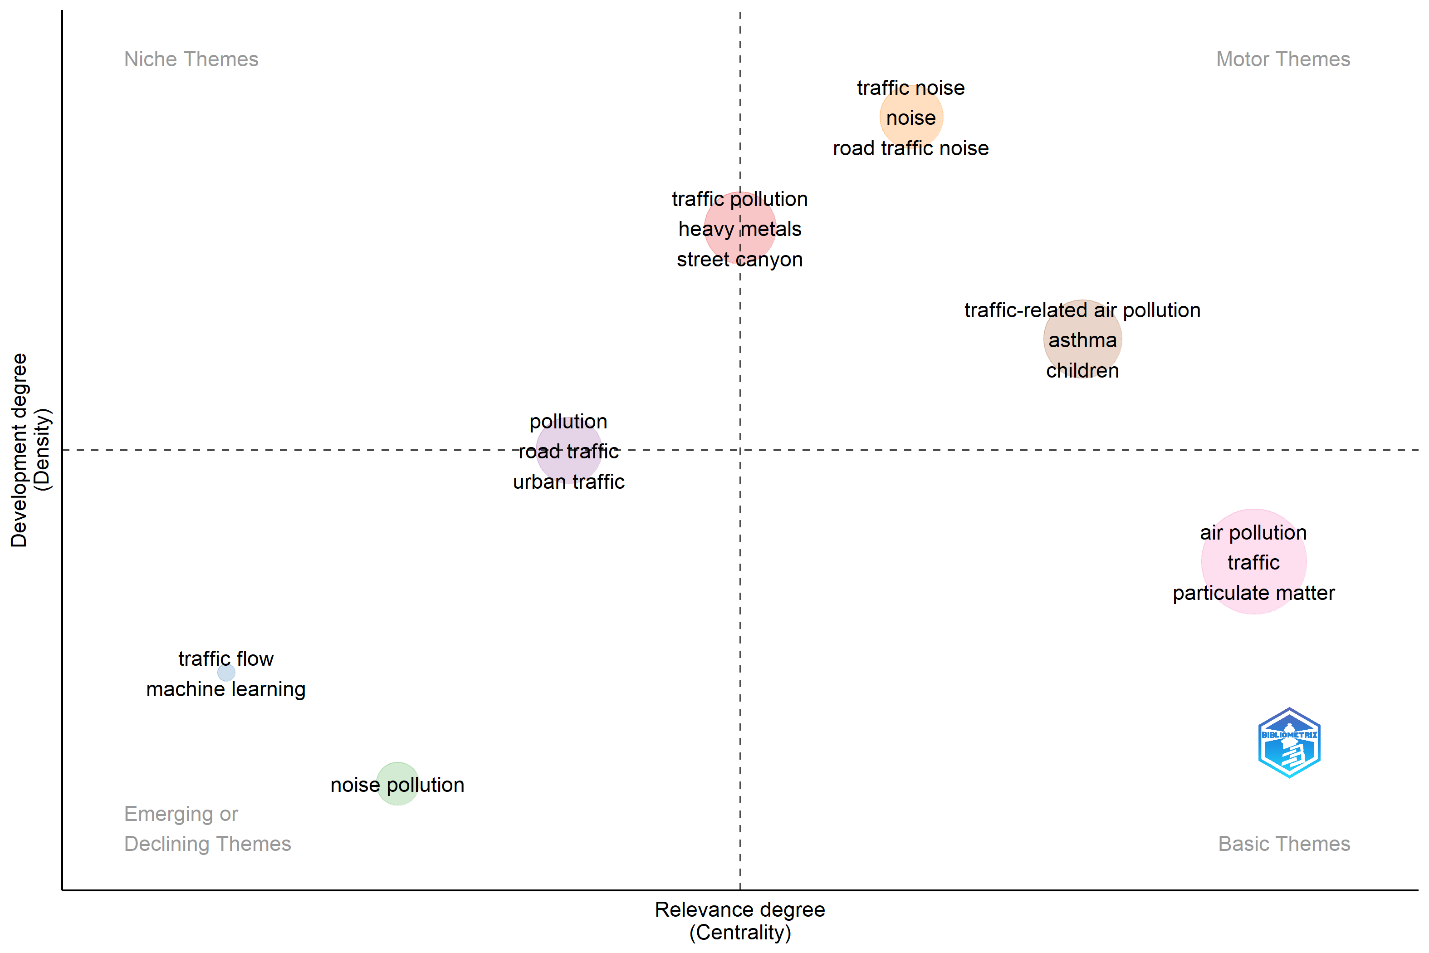 Niche Themes
Motor Themes
traffic noise
noise
road traffic noise
traffic pollution
heavy metals
street canyon
traffic-related air pollution
asthma
children
pollution
road traffic
urban traffic
air pollution
traffic
particulate matter
traffic flow
machine learning
noise pollution
BIBLIOMETRIX
Emerging or
Declining Themes
Basic Themes
Development degree
(Density)
Relevance degree
(Centrality)